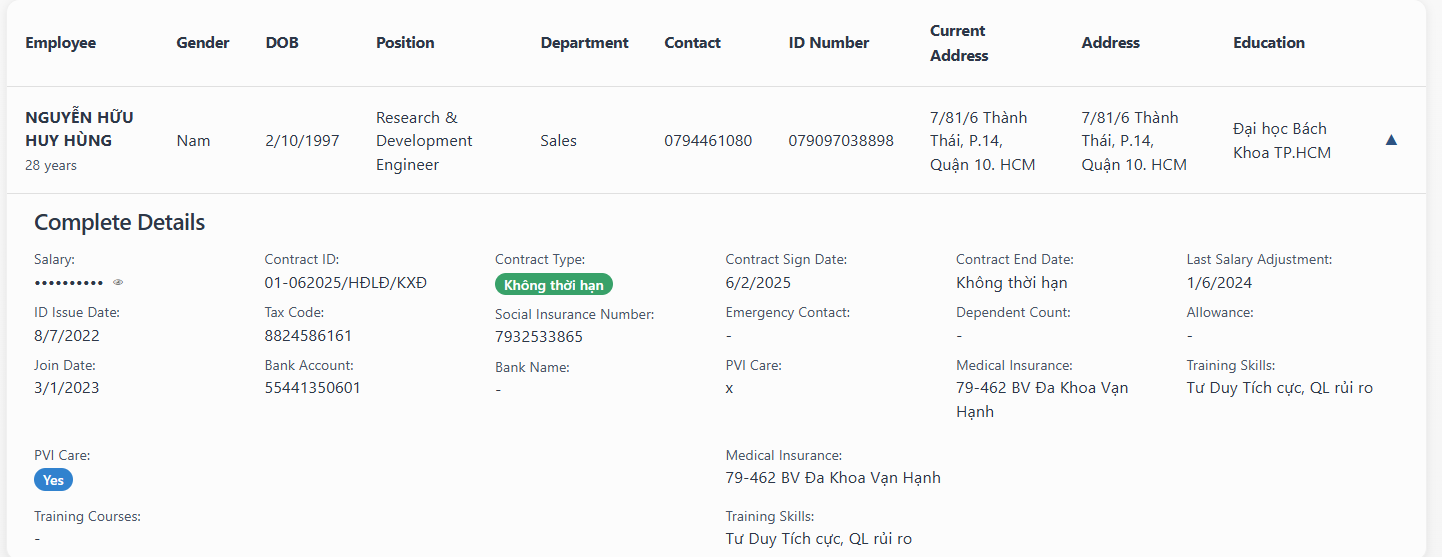 Employee Gender DOB Position Department Contact ID Number Current Address Address Education
NGUYỄN HỮU HUY HÙNG
28 years
Nam
2/10/1997
Research & Development Engineer
Sales
0794461080
079097038898
7/81/6 Thành Thái, P.14, Quận 10. HCM
7/81/6 Thành Thái, P.14, Quận 10. HCM
Đại học Bách Khoa TP.HCM
▲
Complete Details
Salary: Contract ID: Contract Type: Contract Sign Date: Contract End Date: Last Salary Adjustment:
•••••••••• 01-062025/HĐLĐ/KXĐ Không thời hạn 6/2/2025 Không thời hạn 1/6/2024
ID Issue Date: Tax Code: Social Insurance Number: Emergency Contact: Dependent Count: Allowance:
8/7/2022 8824586161 7932533865 - - -
Join Date: Bank Account: Bank Name: PVI Care: Medical Insurance: Training Skills:
3/1/2023 55441350601 - x 79-462 BV Đa Khoa Vạn Hạnh Tư Duy Tích cực, QL rủi ro
PVI Care: Medical Insurance:
Yes 79-462 BV Đa Khoa Vạn Hạnh
Training Courses: Training Skills:
- Tư Duy Tích cực, QL rủi ro